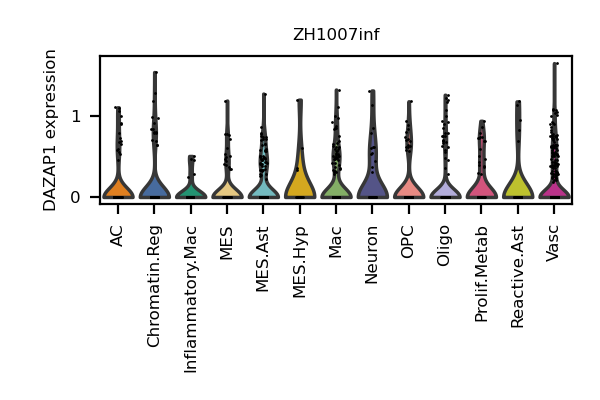 ZH1007inf
DAZAP1 expression
1
0
AC
Chromatin.Reg
Inflammatory.Mac
MES
MES.Ast
MES.Hyp
Mac
Neuron
OPC
Oligo
Prolif.Metab
Reactive.Ast
Vasc